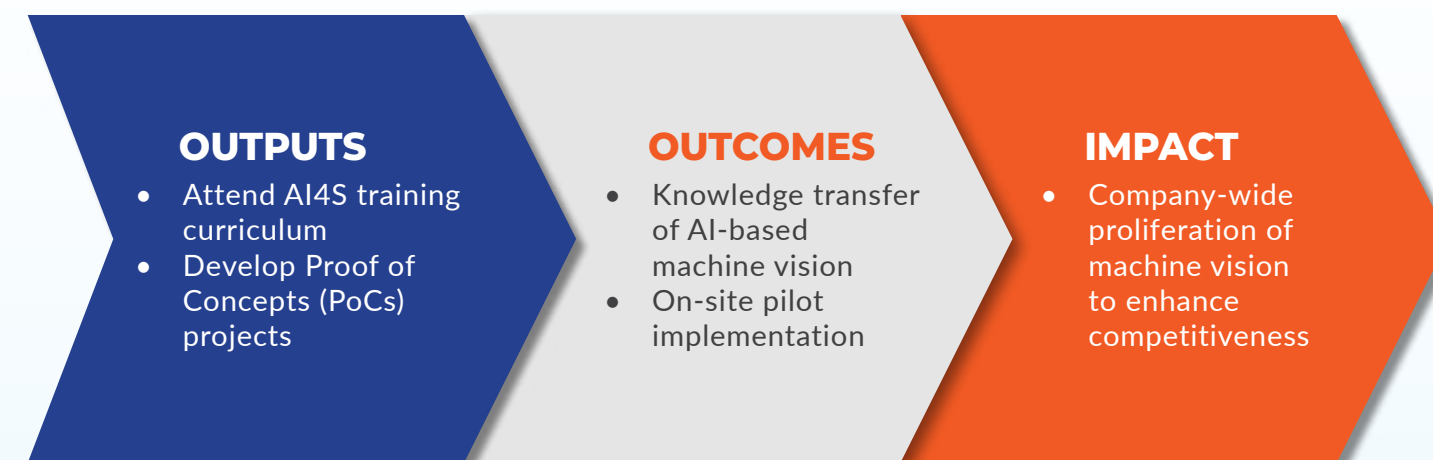 OUTPUTS
• Attend AI4S training
curriculum
• Develop Proof of
Concepts (PoCs)
projects
OUTCOMES
• Knowledge transfer
of AI-based
machine vision
• On-site pilot
implementation
IMPACT
• Company-wide
proliferation of
machine vision
to enhance
competitiveness